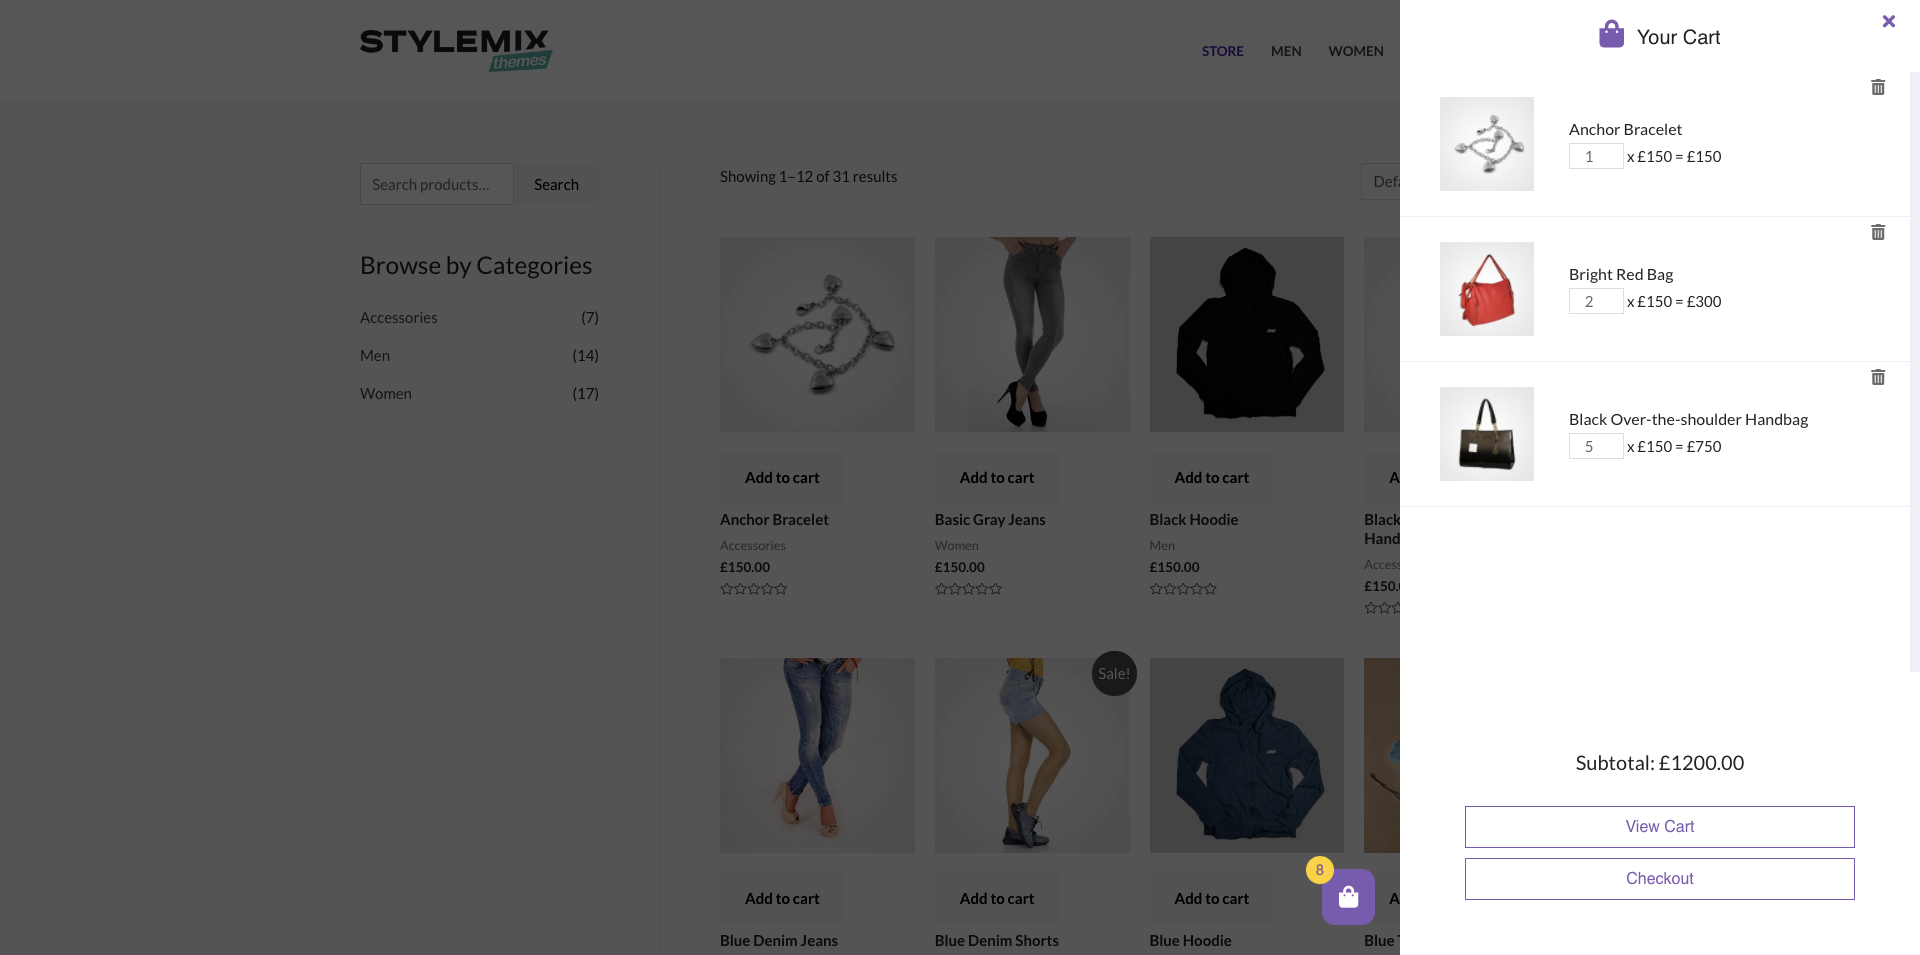 STYLEMIX
themes
STORE
MEN
WOMEN
Search products...
Search
Browse by Categories
Accessories (7)
Men (14)
Women (17)
Showing 1–12 of 31 results
Defa
Add to cart
Anchor Bracelet
Accessories
£150.00
Add to cart
Basic Gray Jeans
Women
£150.00
Add to cart
Black Hoodie
Men
£150.00
A
Black
Hand
Access
£150.
Sale!
Add to cart
Blue Denim Jeans
Add to cart
Blue Denim Shorts
Add to cart
Blue Hoodie
A
Blue
8
Your Cart
Anchor Bracelet
1 x £150 = £150
Bright Red Bag
2 x £150 = £300
Black Over-the-shoulder Handbag
5 x £150 = £750
Subtotal: £1200.00
View Cart
Checkout